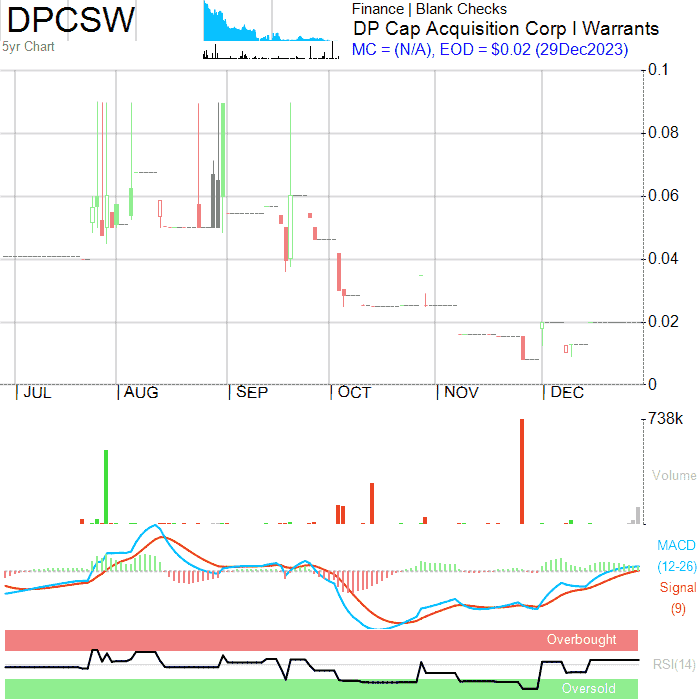 DPCSW
5yr Chart
Finance | Blank Checks
DP Cap Acquisition Corp I Warrants
MC = (N/A), EOD = $0.02 (29Dec2023)
0.1
0.08
0.06
0.04
0.02
0
JUL AUG SEP OCT NOV DEC
738k
Volume
MACD
(12-26)
Signal
(9)
Overbought
RSI(14)
Oversold